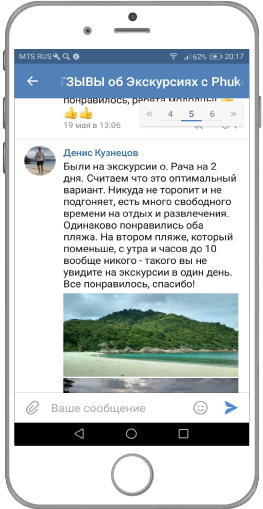 MTS RUS 62% 20:17
ТЗЫВЫ об Экскурсиях с Phuk
понравилось, ребята молодцы! 👍
👍👍
« 4 5 6 »
19 мая в 13:06
Денис Кузнецов
Были на экскурсии о. Рача на 2
дня. Считаем что это оптимальный
вариант. Никуда не торопит и не
подгоняет, есть много свободного
времени на отдых и развлечения.
Одинаково понравились оба
пляжа. На втором пляже, который
поменьше, с утра и часов до 10
вообще никого - такого вы не
увидите на экскурсии в один день.
Все понравилось, спасибо!
Ваше сообщение